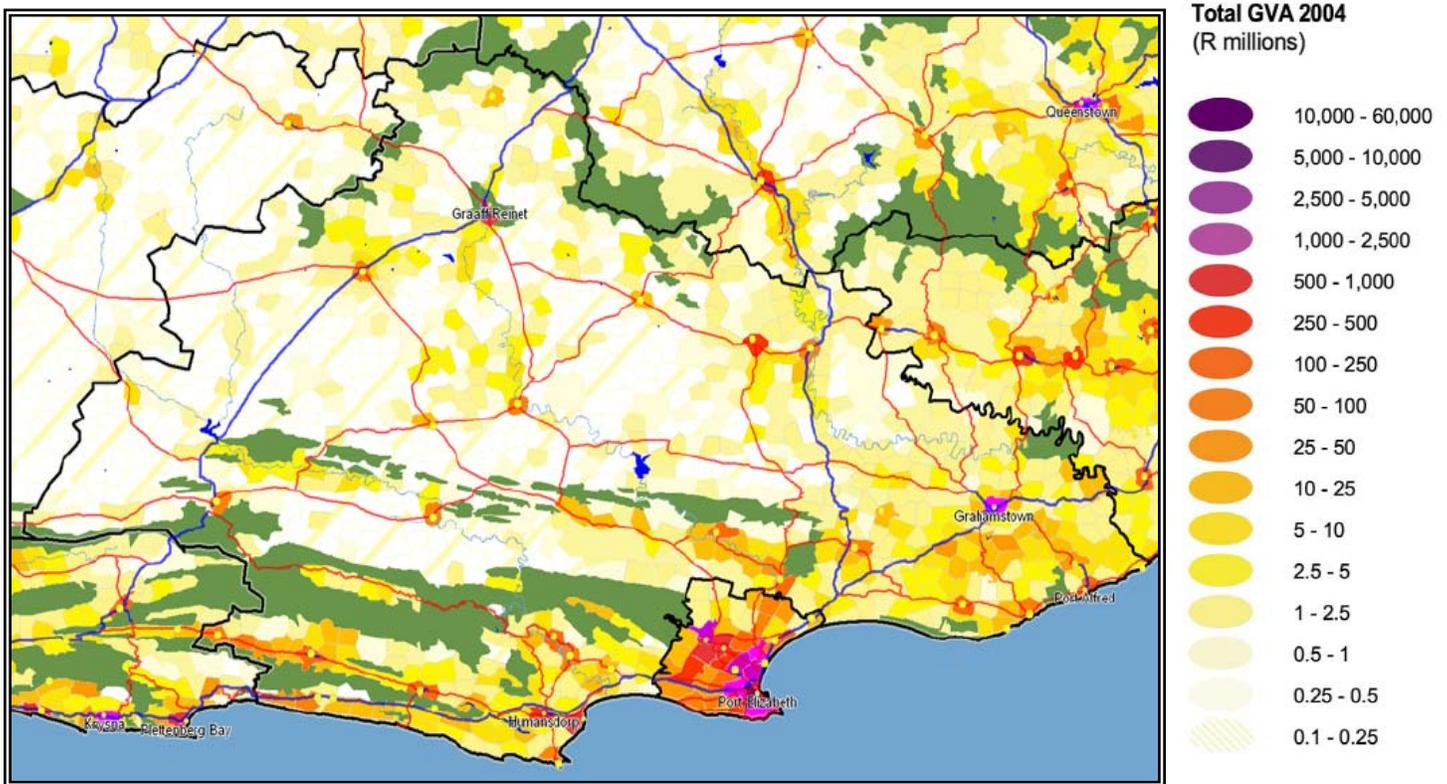 Total GVA 2004
(R millions)
10,000 - 60,000
5,000 - 10,000
2,500 - 5,000
1,000 - 2,500
500 - 1,000
250 - 500
100 - 250
50 - 100
25 - 50
10 - 25
5 - 10
2.5 - 5
1 - 2.5
0.5 - 1
0.25 - 0.5
0.1 - 0.25
Queenstown
Graaff Reinet
Grahamstown
Port Alfred
Port Elizabeth
Humansdorp
Knysna
Plettenberg Bay